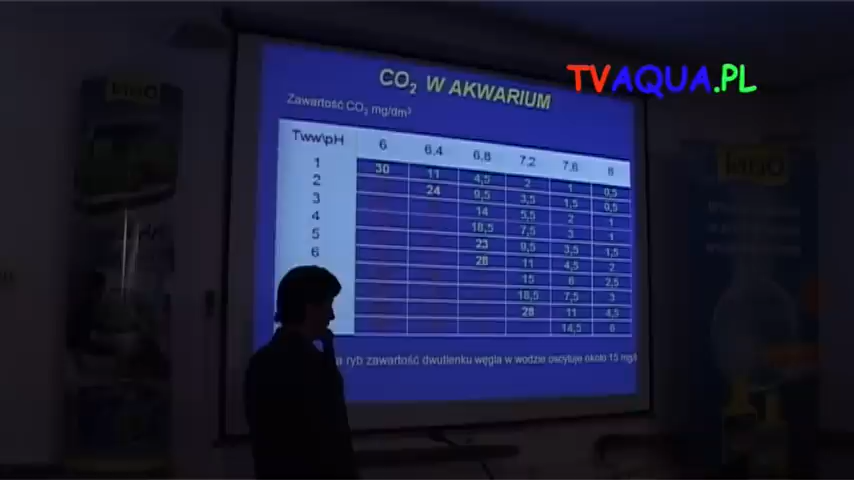 TVAQUA.PL
CO2 W AKWARIUM
Zawartość CO2 mg/dm3
Tww\pH 6 6,4 6,8 7,2 7,6 8
1 30 11 4,5 2 1 0,5
2 24 9,5 3,5 1,5 0,5
3 14 5,5 2 1
4 18,5 7,5 3 1
5 23 9,5 3,5 1,5
6 28 11 4,5 2
15 6 2,5
18,5 7,5 3
28 11 4,5
14,5 6
a ryb zawartość dwutlenku węgla w wodzie oscyluje około 15 mg/l